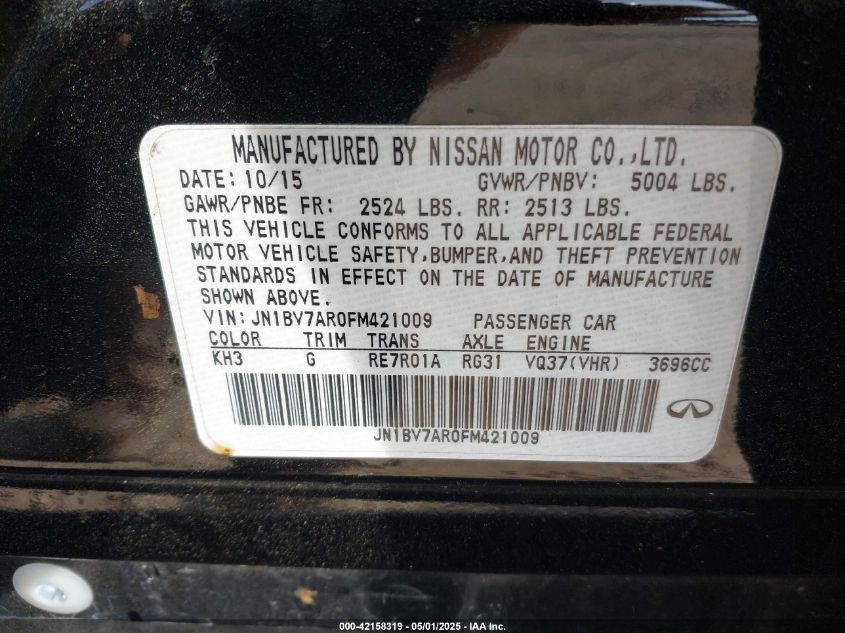 MANUFACTURED BY NISSAN MOTOR CO.,LTD.
DATE: 10/15 GVWR/PNBV: 5004 LBS.
GAWR/PNBE FR: 2524 LBS. RR: 2513 LBS.
THIS VEHICLE CONFORMS TO ALL APPLICABLE FEDERAL
MOTOR VEHICLE SAFETY,BUMPER,AND THEFT PREVENTION
STANDARDS IN EFFECT ON THE DATE OF MANUFACTURE
SHOWN ABOVE.
VIN: JN1BV7AR0FM421009 PASSENGER CAR
COLOR TRIM TRANS AXLE ENGINE
KH3 G RE7R01A RG31 VQ37(VHR) 3696CC
JN1BV7AR0FM421009
000-42158319 - 05/01/2025 - IAA Inc.